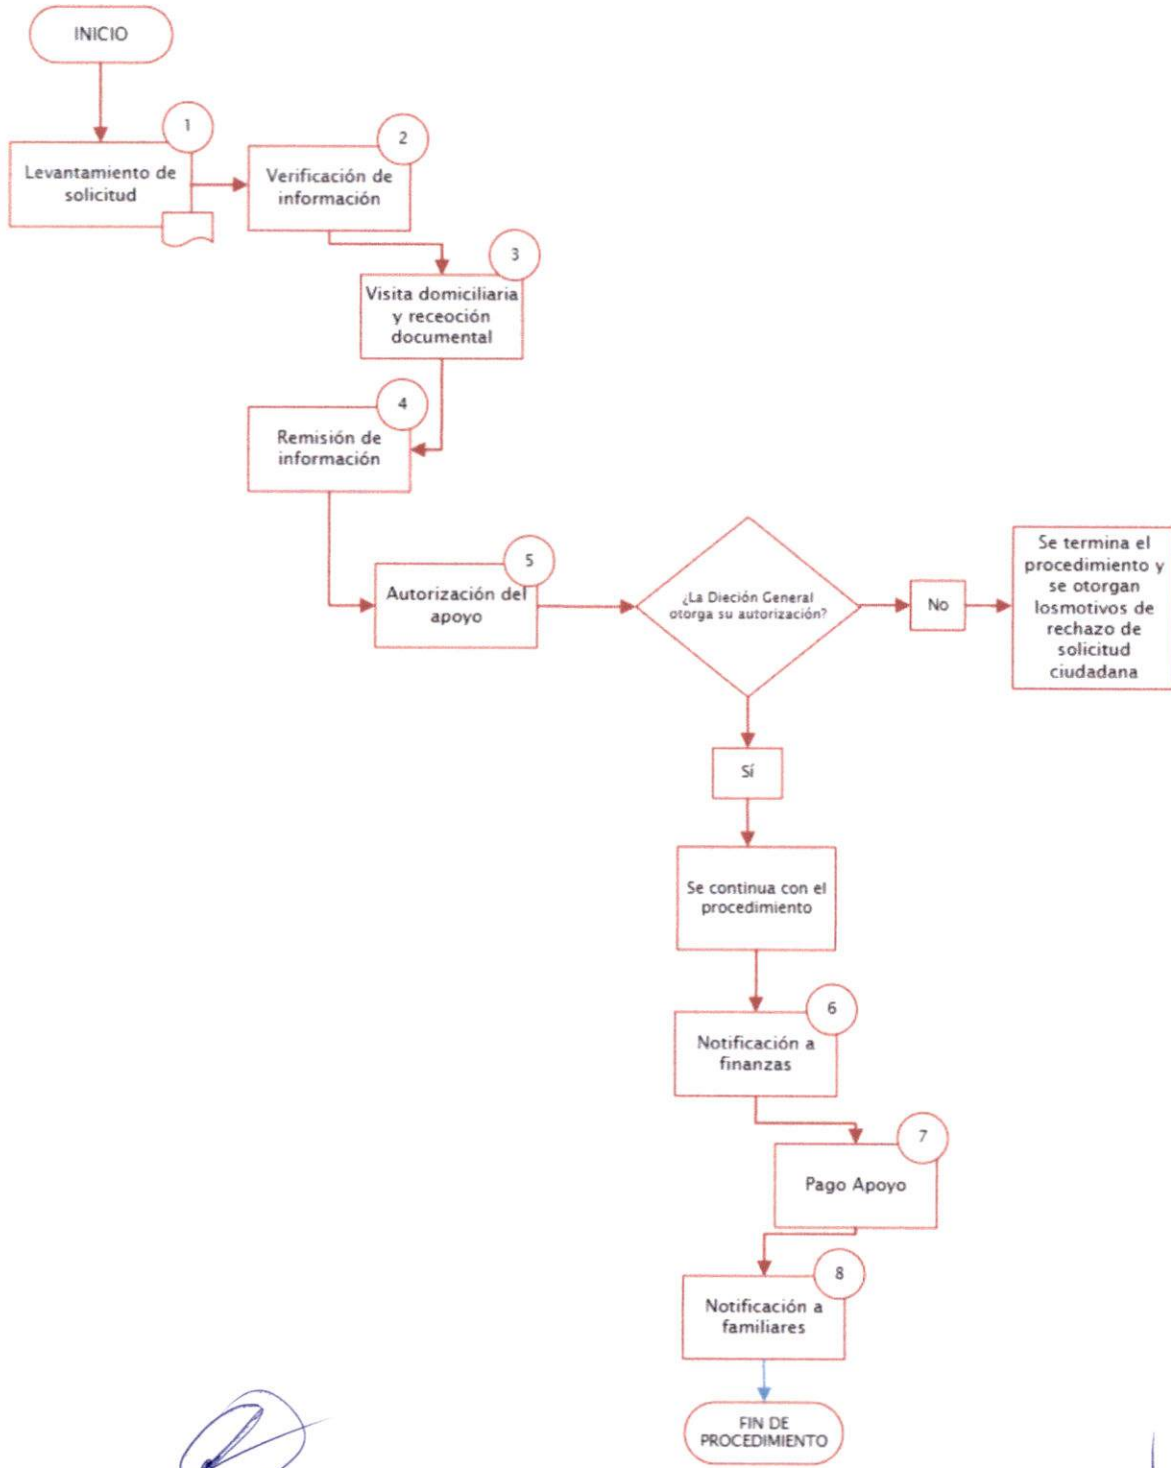 INICIO
1
Levantamiento de
solicitud
2
Verificación de
información
3
Visita domiciliaria
y receoción
documental
4
Remisión de
información
5
Autorización del
apoyo
¿La Dieción General
otorga su autorización?
No
Se termina el
procedimiento y
se otorgan
losmotivos de
rechazo de
solicitud
ciudadana
Sí
Se continua con el
procedimiento
6
Notificación a
finanzas
7
Pago Apoyo
8
Notificación a
familiares
FIN DE
PROCEDIMIENTO